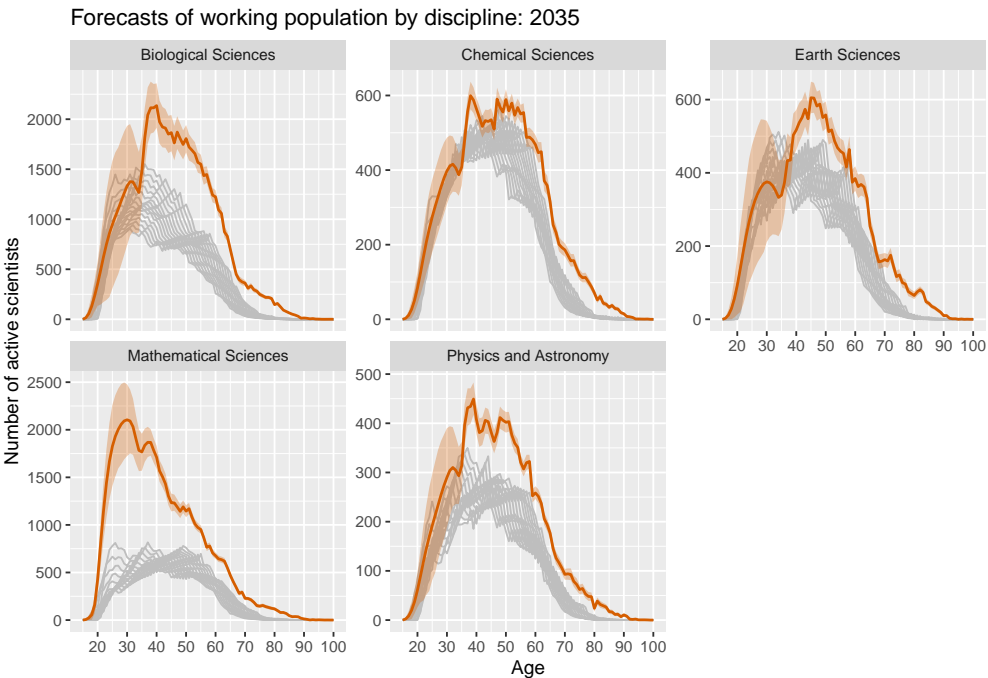 Forecasts of working population by discipline: 2035
Biological Sciences
Chemical Sciences
Earth Sciences
2000
1500
1000
500
0
600
400
200
0
600
400
200
0
20 30 40 50 60 70 80 90 100
Mathematical Sciences
Physics and Astronomy
2500
2000
1500
1000
500
0
500
400
300
200
100
0
20 30 40 50 60 70 80 90 100
20 30 40 50 60 70 80 90 100
Number of active scientists
Age